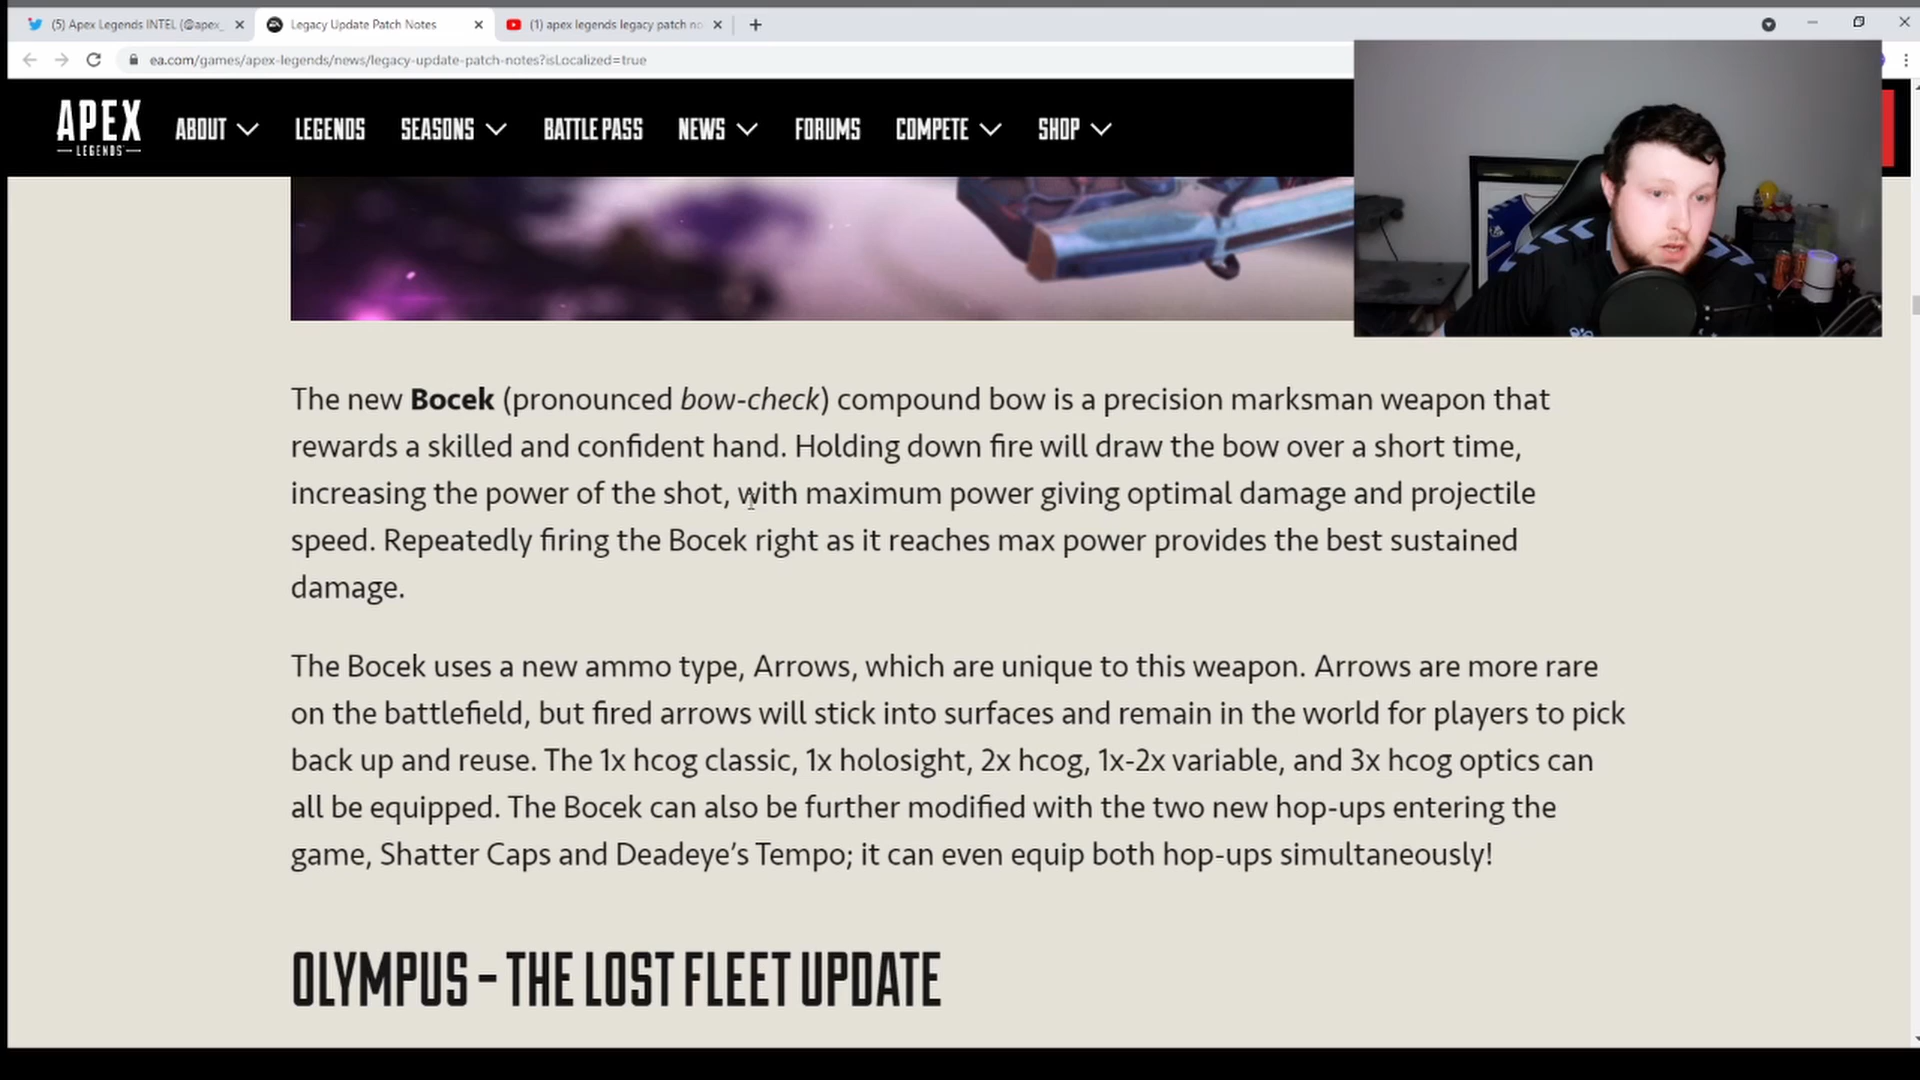 (5) Apex Legends INTEL (@apex_
Legacy Update Patch Notes
(1) apex legends legacy patch no
ea.com/games/apex-legends/news/legacy-update-patch-notes?isLocalized=true
APEX
LEGENDS
ABOUT
LEGENDS
SEASONS
BATTLE PASS
NEWS
FORUMS
COMPETE
SHOP
The new Bocek (pronounced bow-check) compound bow is a precision marksman weapon that
rewards a skilled and confident hand. Holding down fire will draw the bow over a short time,
increasing the power of the shot, with maximum power giving optimal damage and projectile
speed. Repeatedly firing the Bocek right as it reaches max power provides the best sustained
damage.
The Bocek uses a new ammo type, Arrows, which are unique to this weapon. Arrows are more rare
on the battlefield, but fired arrows will stick into surfaces and remain in the world for players to pick
back up and reuse. The 1x hcog classic, 1x holosight, 2x hcog, 1x-2x variable, and 3x hcog optics can
all be equipped. The Bocek can also be further modified with the two new hop-ups entering the
game, Shatter Caps and Deadeye’s Tempo; it can even equip both hop-ups simultaneously!
OLYMPUS – THE LOST FLEET UPDATE